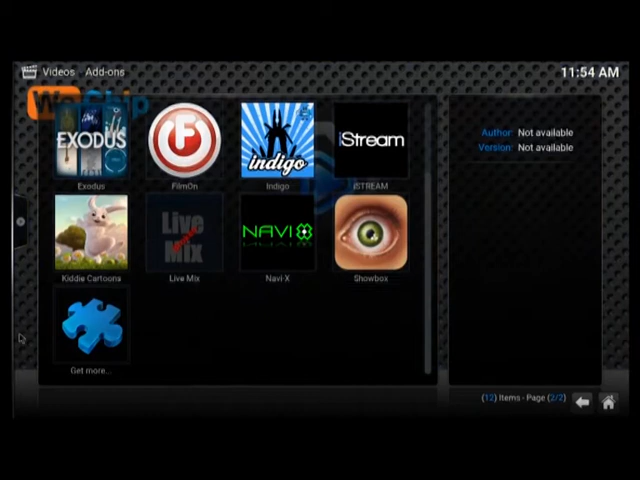 Videos - Add-ons
11:54 AM
WeChip
EXODUS
F
indigo
iStream
Author: Not available
Version: Not available
Exodus
FilmOn
Indigo
iSTREAM
Live
Mix
NAVI X
Kiddie Cartoons
Live Mix
Navi-X
Showbox
Get more...
(12) Items - Page (2/2)